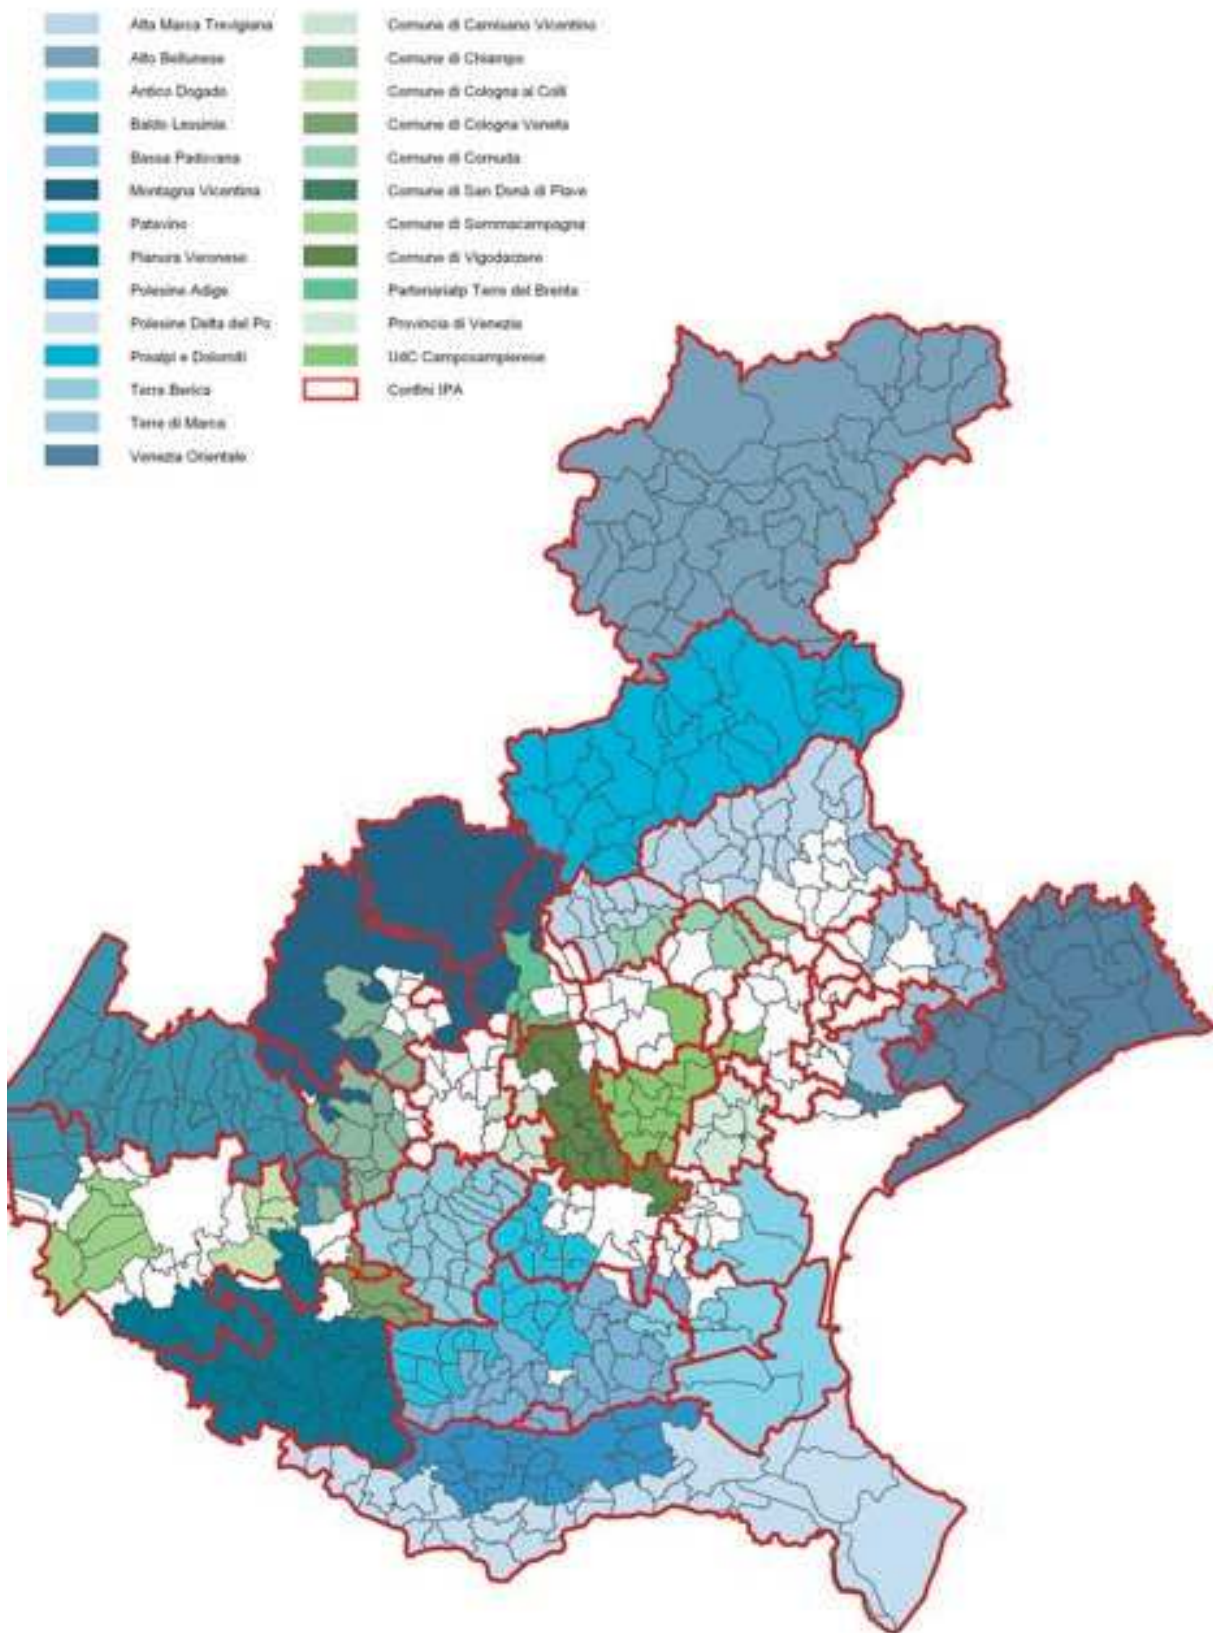 Alta Marca Trevigiana
Alto Bellunese
Antico Dogado
Baldo Lessinia
Bassa Padovana
Montagna Vicentina
Patavino
Pianura Veronese
Polesine Adige
Polesine Delta del Po
Prealpi e Dolomiti
Terra Berica
Terre di Marca
Venezia Orientale
Comune di Camisano Vicentino
Comune di Chiampo
Comune di Cologna ai Colli
Comune di Cologna Veneta
Comune di Cornuda
Comune di San Donà di Piave
Comune di Sommacampagna
Comune di Vigodarzere
Partenariatp Terre del Brenta
Provincia di Venezia
UdC Camposampierese
Confini IPA